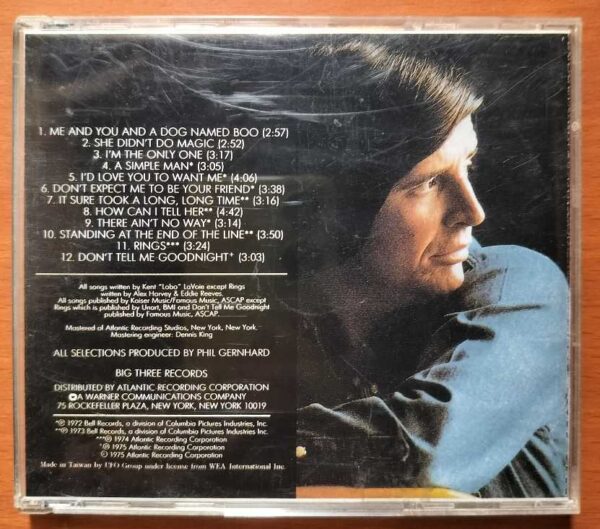 1. ME AND YOU AND A DOG NAMED BOO (2:57)
2. SHE DIDN'T DO MAGIC (2:52)
3. I'M THE ONLY ONE (3:17)
4. A SIMPLE MAN* (3:05)
5. I'D LOVE YOU TO WANT ME* (4:06)
6. DON'T EXPECT ME TO BE YOUR FRIEND* (3:38)
7. IT SURE TOOK A LONG, LONG TIME** (3:16)
8. HOW CAN I TELL HER** (4:42)
9. THERE AIN'T NO WAY* (3:14)
10. STANDING AT THE END OF THE LINE** (3:50)
11. RINGS*** (3:24)
12. DON'T TELL ME GOODNIGHT⁺ (3:03)
All songs written by Kent "Lobo" LaVoie except Rings
written by Alex Harvey & Eddie Reeves.
All songs published by Kaiser Music/Famous Music, ASCAP except
Rings which is published by Unart, BMI and Don't Tell Me Goodnight
published by Famous Music, ASCAP.
Mastered at Atlantic Recording Studios, New York, New York.
Mastering engineer: Dennis King
ALL SELECTIONS PRODUCED BY PHIL GERNHARD
BIG THREE RECORDS
DISTRIBUTED BY ATLANTIC RECORDING CORPORATION
A WARNER COMMUNICATIONS COMPANY
75 ROCKEFELLER PLAZA, NEW YORK, NEW YORK 10019
*℗ 1972 Bell Records, a division of Columbia Pictures Industries, Inc.
**℗ 1973 Bell Records, a division of Columbia Pictures Industries, Inc.
***℗ 1974 Atlantic Recording Corporation
⁺℗ 1975 Atlantic Recording Corporation
© 1975 Atlantic Recording Corporation
Made in Taiwan by UFO Group under license from WEA International Inc.